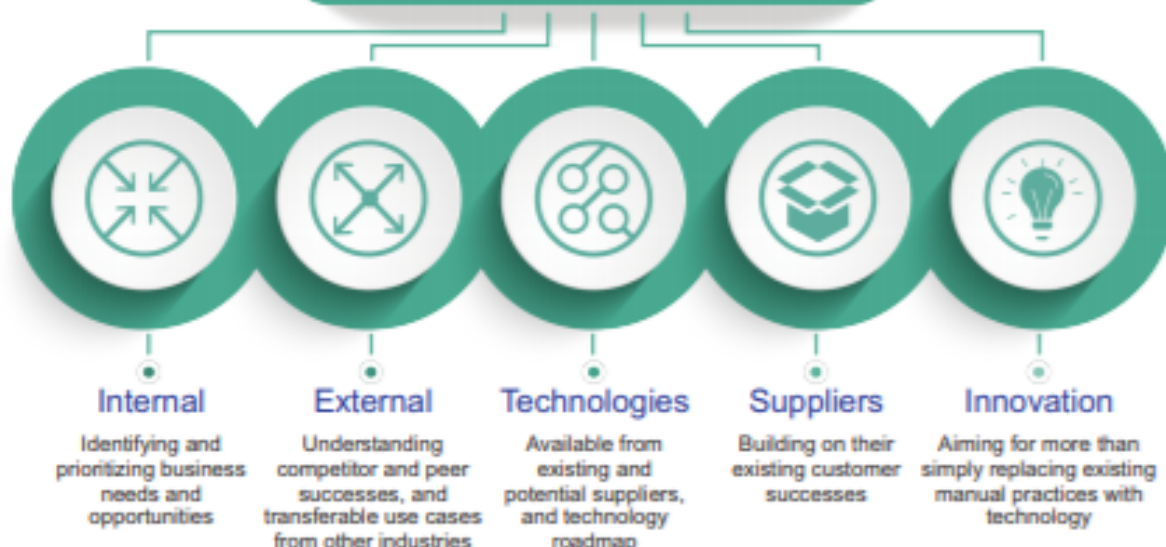 Internal
Identifying and
prioritizing business
needs and
opportunities
External
Understanding
competitor and peer
successes, and
transferable use cases
from other industries
Technologies
Available from
existing and
potential suppliers,
and technology
roadmap
Suppliers
Building on their
existing customer
successes
Innovation
Aiming for more than
simply replacing existing
manual practices with
technology